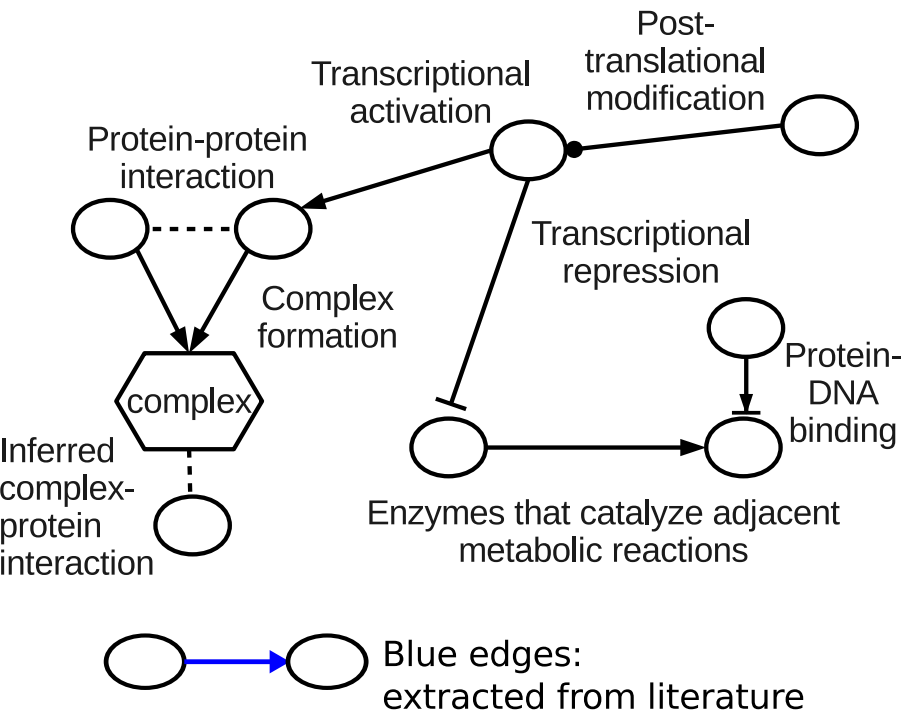 Post-
translational
modification
Transcriptional
activation
Protein-protein
interaction
Transcriptional
repression
Complex
formation
Protein-
DNA
binding
complex
Inferred
complex-
protein
interaction
Enzymes that catalyze adjacent
metabolic reactions
Blue edges:
extracted from literature